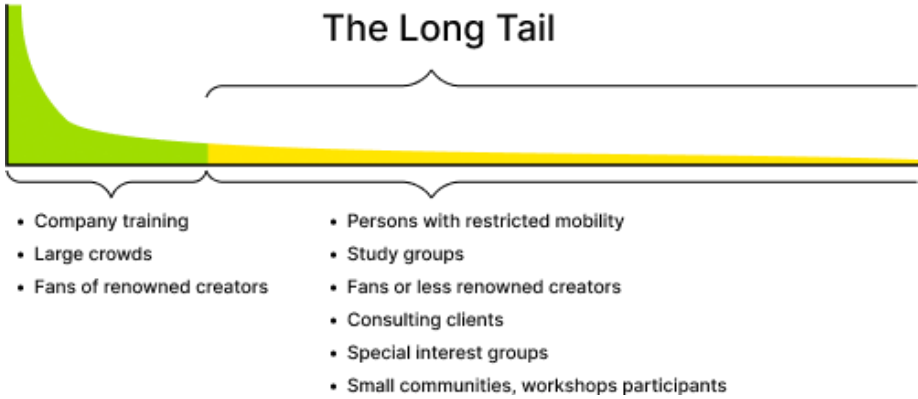 The Long Tail
• Company training
• Large crowds
• Fans of renowned creators
• Persons with restricted mobility
• Study groups
• Fans or less renowned creators
• Consulting clients
• Special interest groups
• Small communities, workshops participants